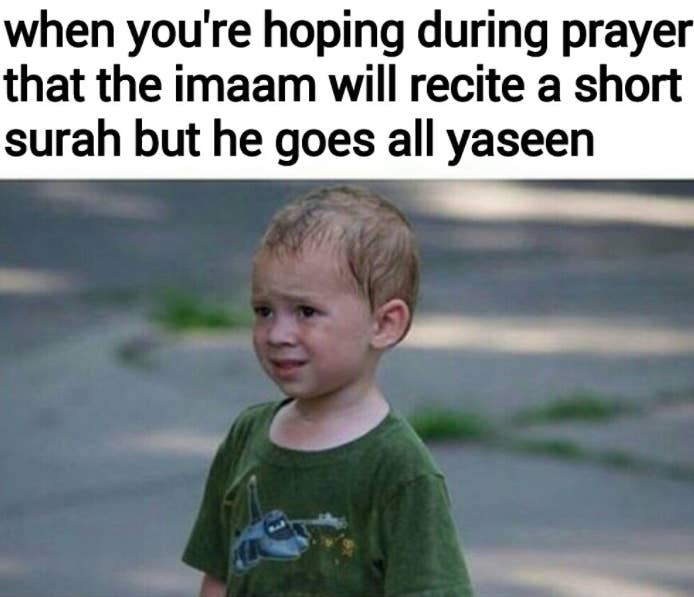 when you're hoping during prayer
that the imaam will recite a short
surah but he goes all yaseen